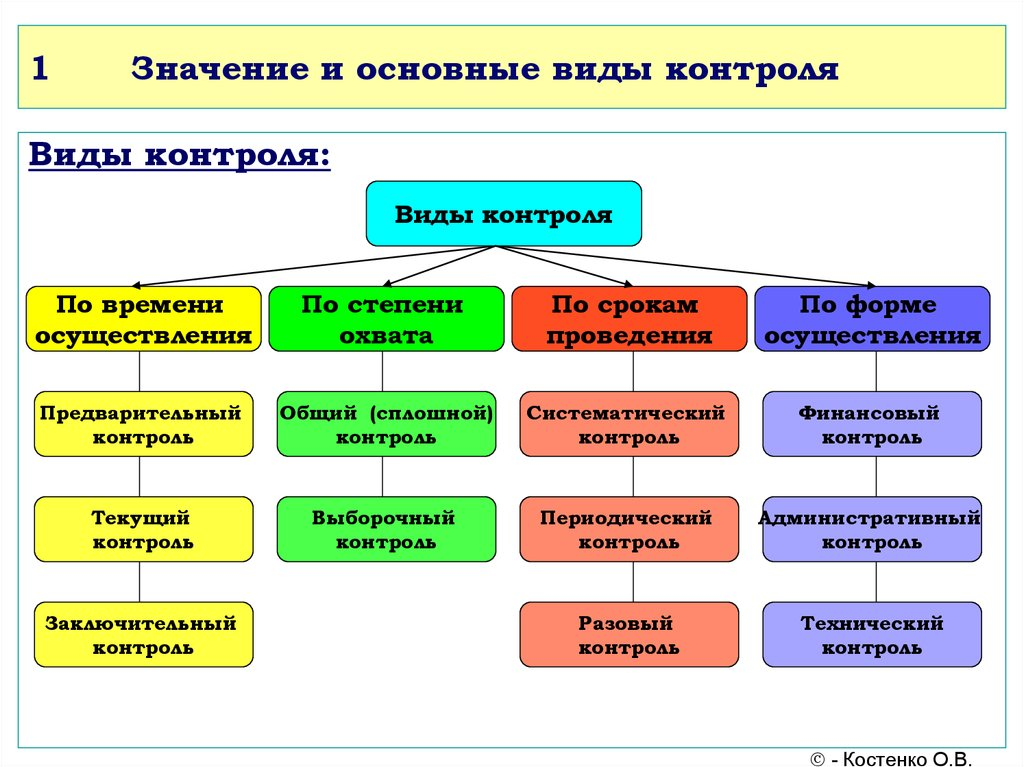 1 Значение и основные виды контроля
Виды контроля:
Виды контроля
По времени
осуществления
По степени
охвата
По срокам
проведения
По форме
осуществления
Предварительный
контроль
Общий (сплошной)
контроль
Систематический
контроль
Финансовый
контроль
Текущий
контроль
Выборочный
контроль
Периодический
контроль
Административный
контроль
Заключительный
контроль
Разовый
контроль
Технический
контроль
© - Костенко О.В.